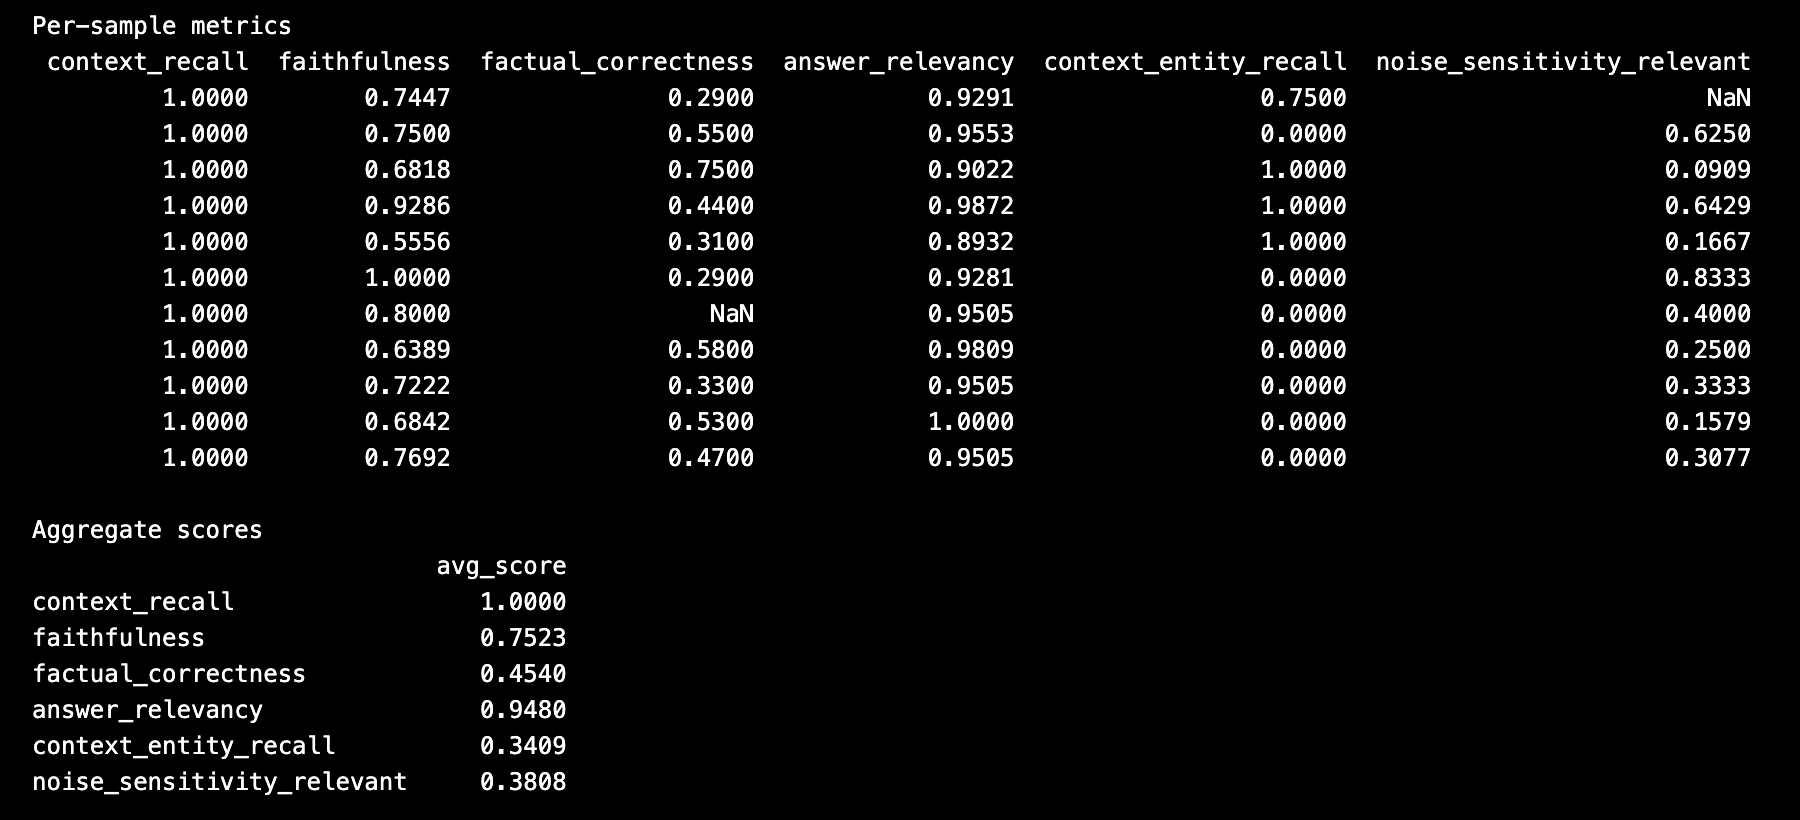 Per-sample metrics
context_recall faithfulness factual_correctness answer_relevancy context_entity_recall noise_sensitivity_relevant
1.0000 0.7447 0.2900 0.9291 0.7500 NaN
1.0000 0.7500 0.5500 0.9553 0.0000 0.6250
1.0000 0.6818 0.7500 0.9022 1.0000 0.0909
1.0000 0.9286 0.4400 0.9872 1.0000 0.6429
1.0000 0.5556 0.3100 0.8932 1.0000 0.1667
1.0000 1.0000 0.2900 0.9281 0.0000 0.8333
1.0000 0.8000 NaN 0.9505 0.0000 0.4000
1.0000 0.6389 0.5800 0.9809 0.0000 0.2500
1.0000 0.7222 0.3300 0.9505 0.0000 0.3333
1.0000 0.6842 0.5300 1.0000 0.0000 0.1579
1.0000 0.7692 0.4700 0.9505 0.0000 0.3077
Aggregate scores
avg_score
context_recall 1.0000
faithfulness 0.7523
factual_correctness 0.4540
answer_relevancy 0.9480
context_entity_recall 0.3409
noise_sensitivity_relevant 0.3808